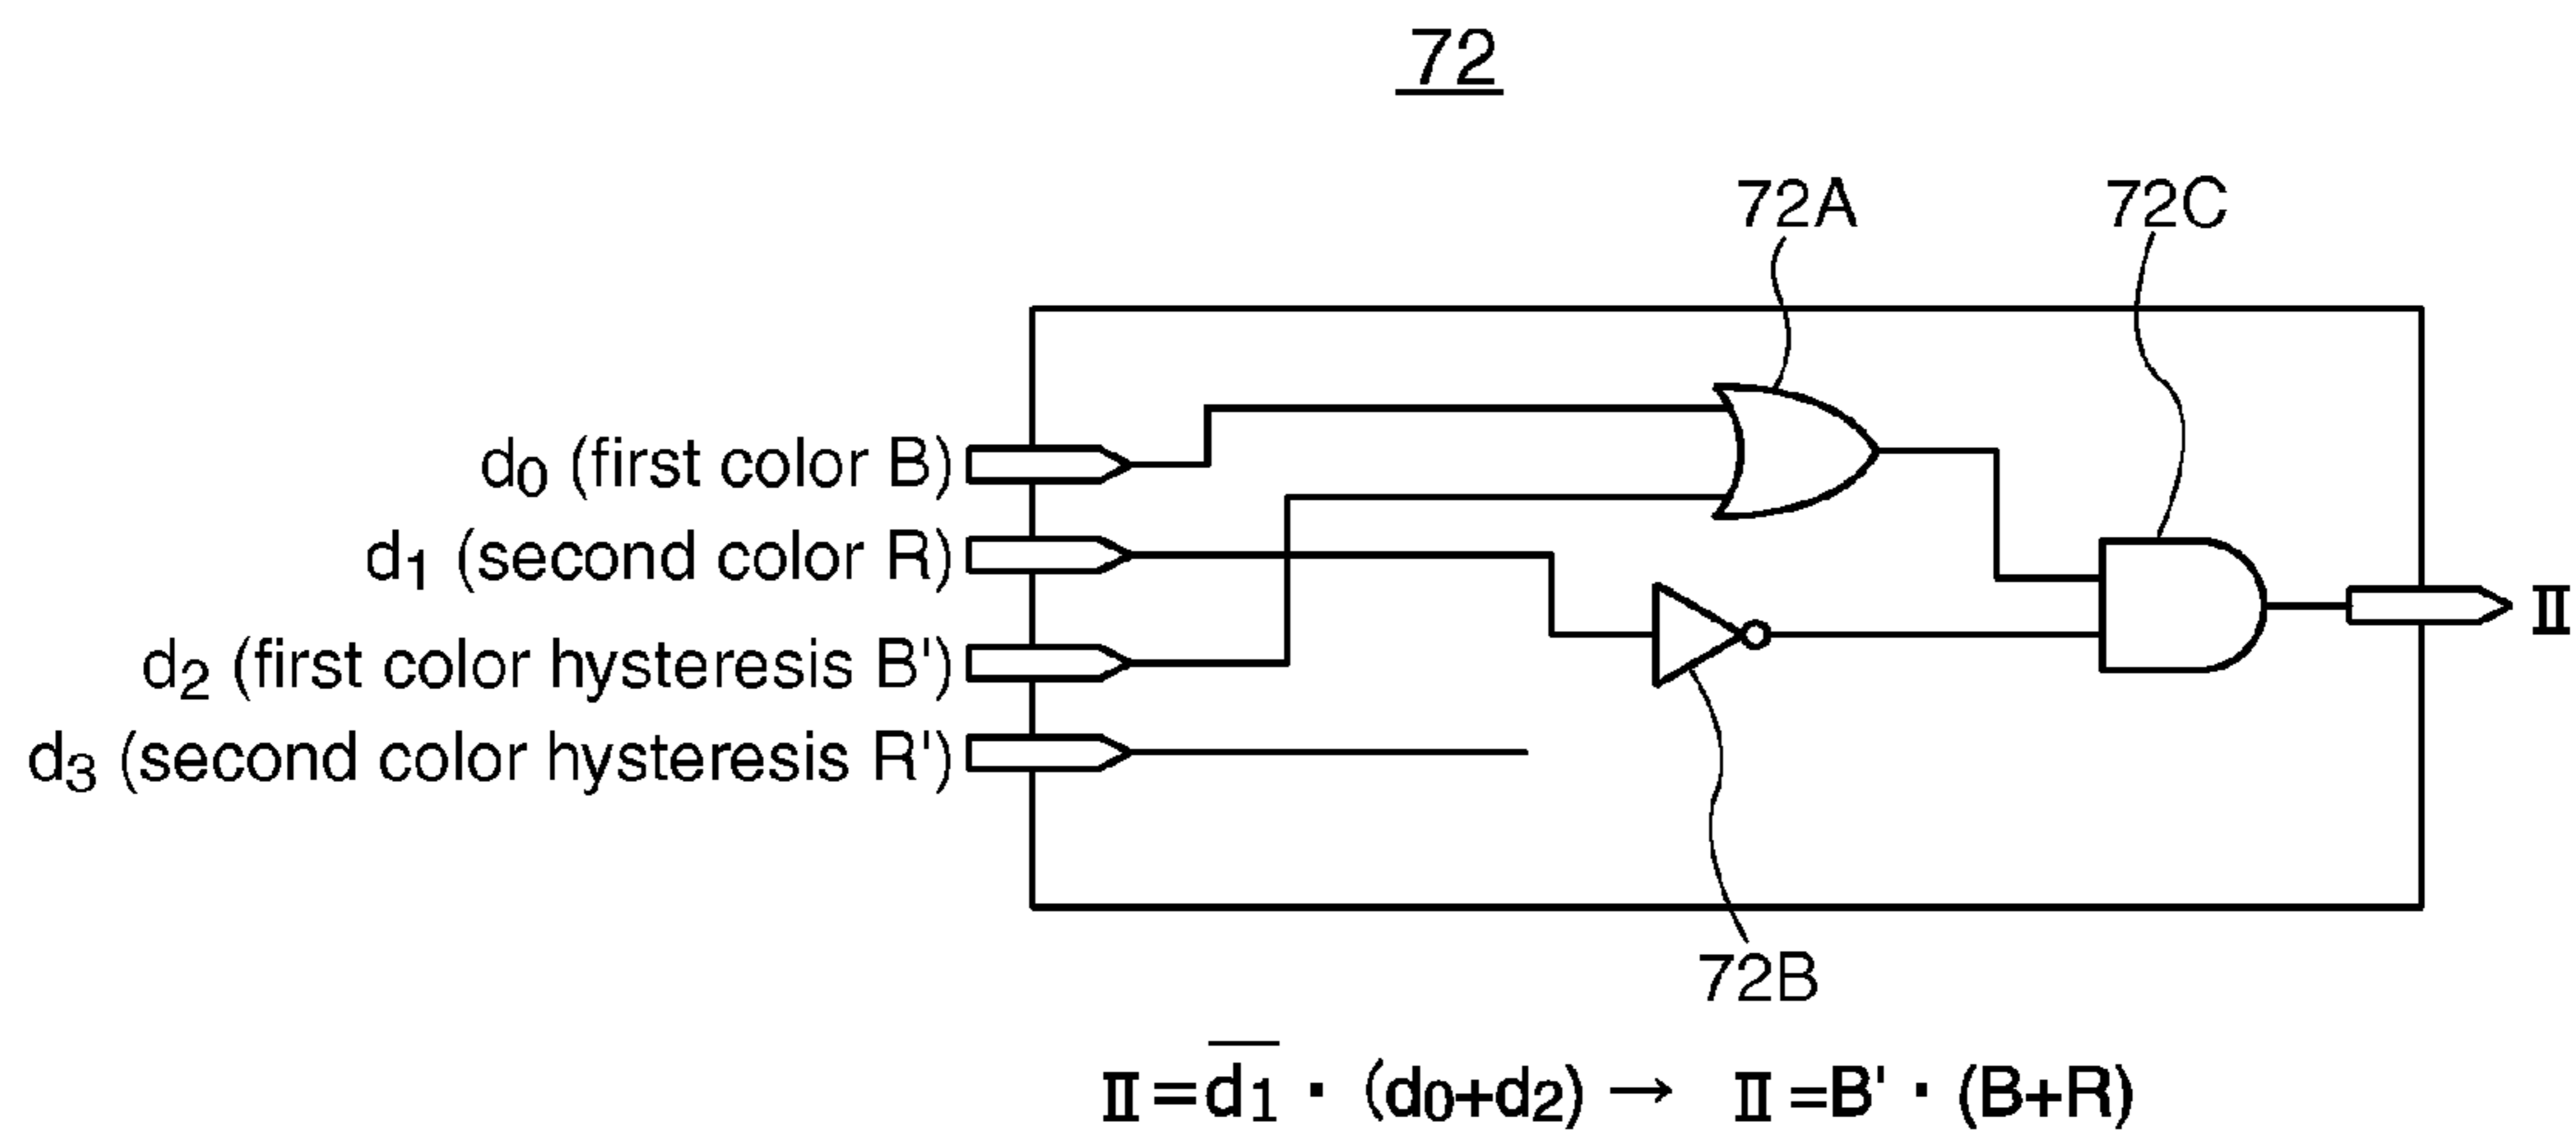 72
72A
72C
d0 (first color B)
d1 (second color R)
d2 (first color hysteresis B')
d3 (second color hysteresis R')
II
72B
II=d̅1̅ · (d0+d2) → II=B' · (B+R)